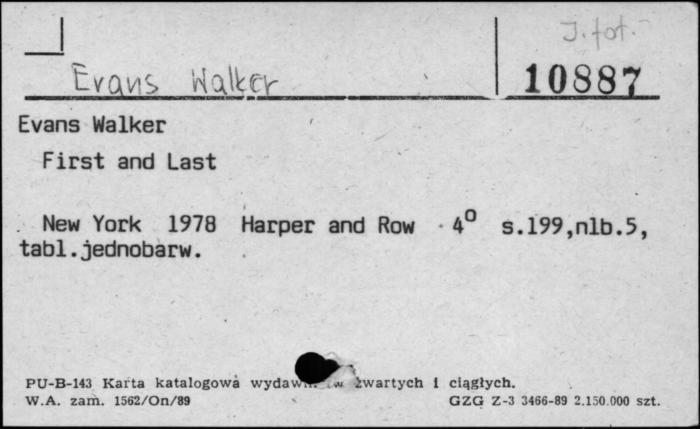 J. fot.
Evans Walker
10887
Evans Walker
First and Last
New York 1978 Harper and Row 4° s.199,nlb.5,
tabl.jednobarw.
PU-B-143 Karta katalogowa wydawn. zwartych i ciągłych.
W.A. zam. 1562/On/89 GZG Z-3 3466-89 2.150.000 szt.